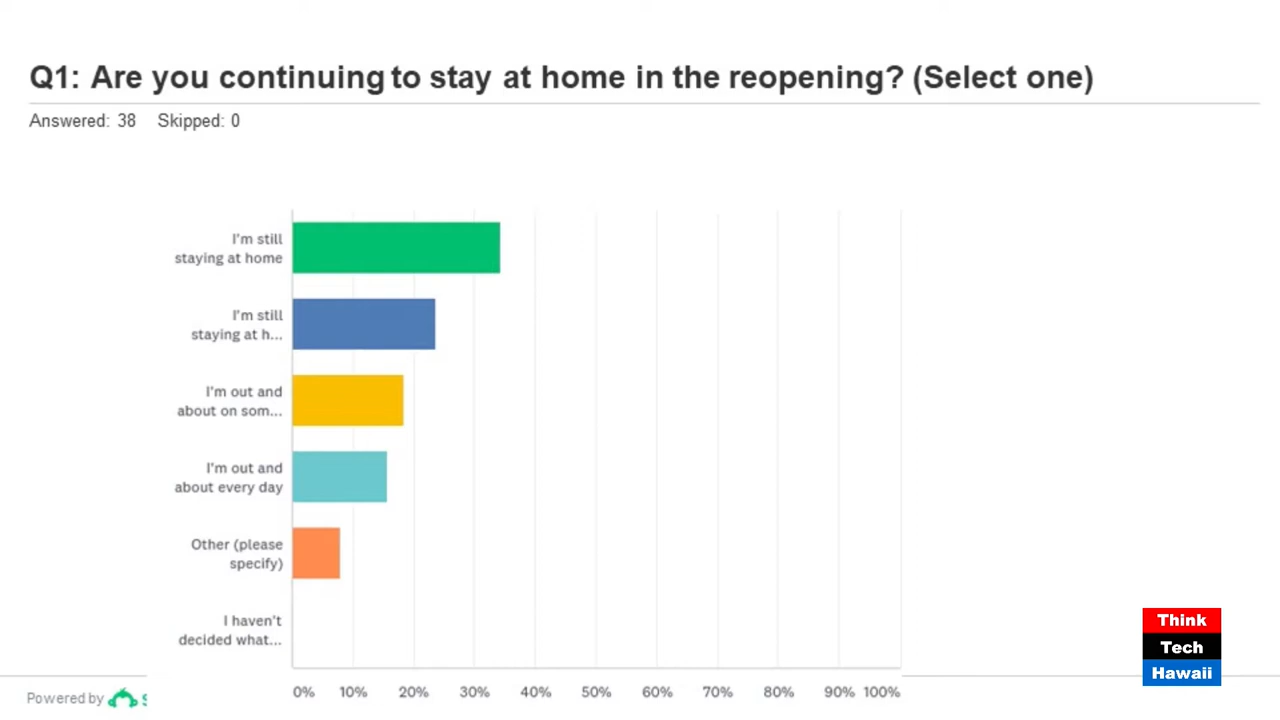 Q1: Are you continuing to stay at home in the reopening? (Select one)
Answered: 38 Skipped: 0
I'm still
staying at home
I'm still
staying at h...
I'm out and
about on som...
I'm out and
about every day
Other (please
specify)
I haven't
decided what...
0% 10% 20% 30% 40% 50% 60% 70% 80% 90% 100%
Powered by
Think
Tech
Hawaii